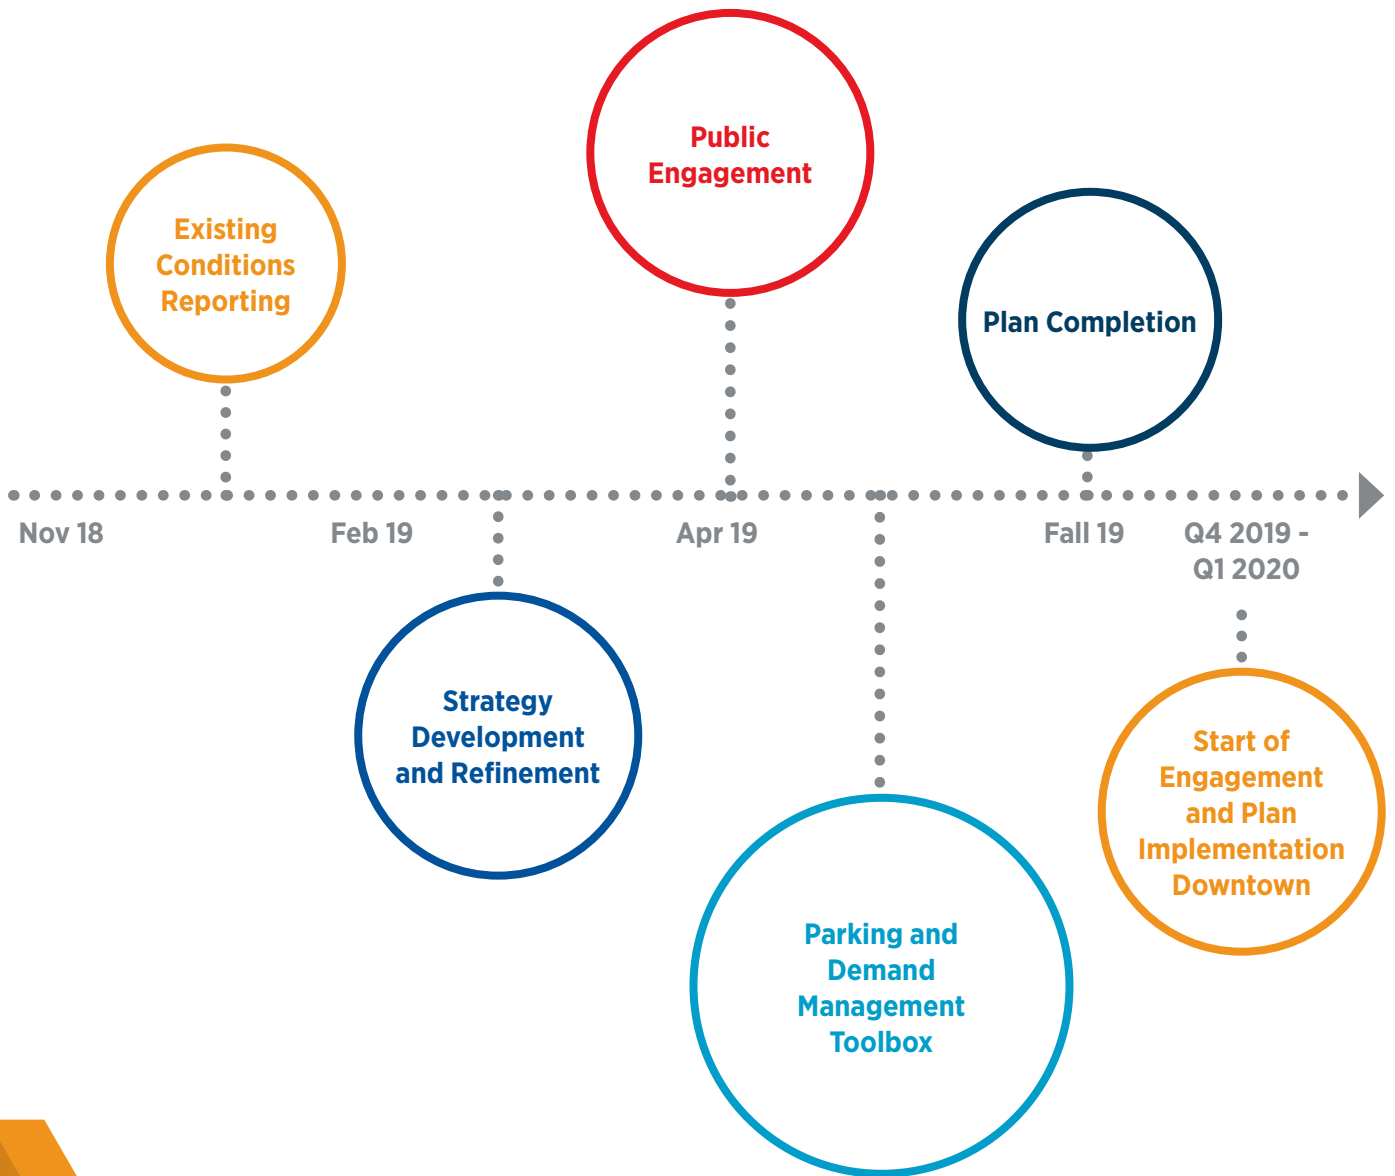 Public
Engagement
Existing
Conditions
Reporting
Plan Completion
Nov 18
Feb 19
Apr 19
Fall 19
Q4 2019 -
Q1 2020
Strategy
Development
and Refinement
Start of
Engagement
and Plan
Implementation
Downtown
Parking and
Demand
Management
Toolbox